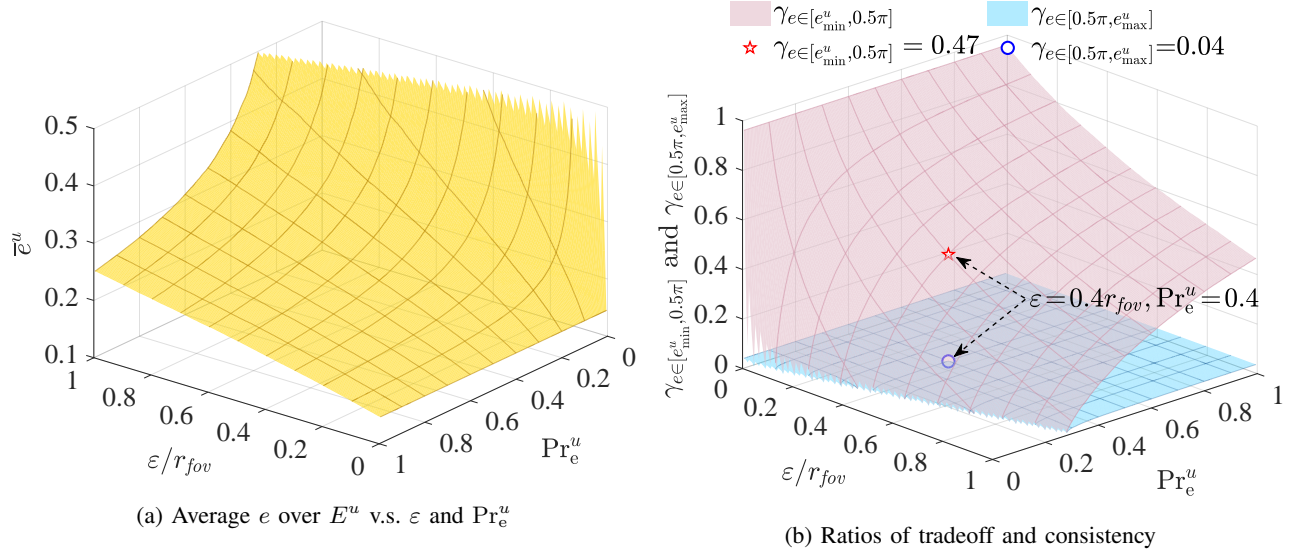 0.5
0.4
0.3
0.2
0.1
e̅ᵘ
1
0.8
0.6
0.4
0.2
0
ε/r_fov
1
0.8
0.6
0.4
0.2
0
Pr_e^u
(a) Average e over Eᵘ v.s. ε and Pr_e^u
γ_{e∈[e_min^u,0.5π]}
γ_{e∈[0.5π,e_max^u]}
γ_{e∈[e_min^u,0.5π]} = 0.47
γ_{e∈[0.5π,e_max^u]}=0.04
γ_{e∈[e_min^u,0.5π]} and γ_{e∈[0.5π,e_max^u]}
1
0.8
0.6
0.4
0.2
0
ε=0.4r_fov, Pr_e^u=0.4
0
0.2
0.4
0.6
0.8
1
ε/r_fov
0
0.2
0.4
0.6
0.8
1
Pr_e^u
(b) Ratios of tradeoff and consistency